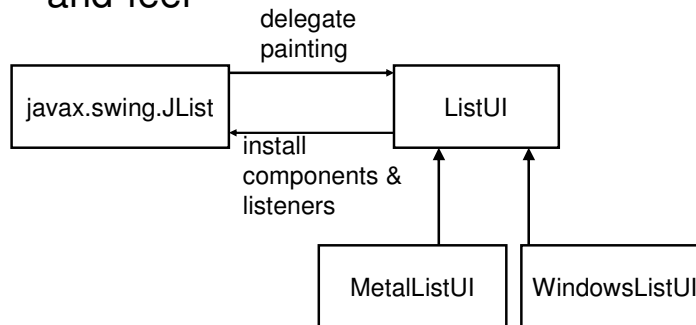 and feel
delegate
painting
javax.swing.JList
ListUI
install
components &
listeners
MetalListUI
WindowsListUI